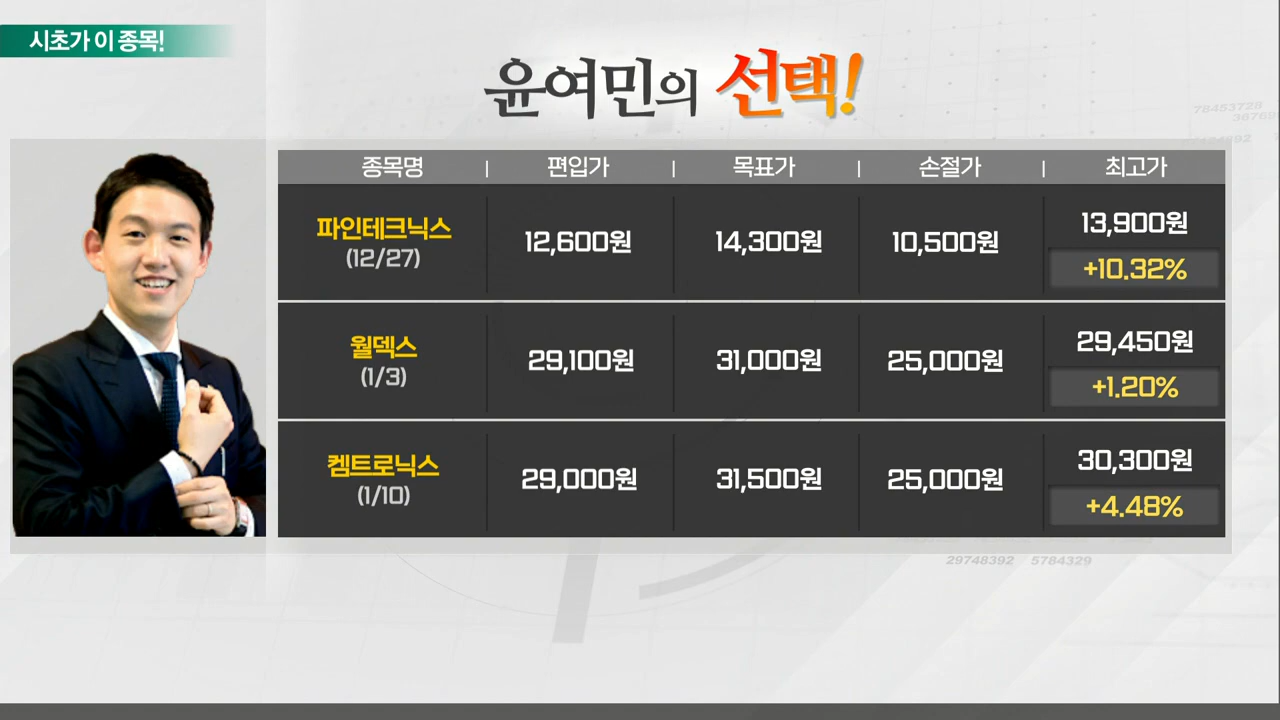 시초가 이 종목!
윤여민의 선택!
78453728
종목명 | 편입가 | 목표가 | 손절가 | 최고가
파인테크닉스 12,600원 14,300원 10,500원 13,900원
(12/27) +10.32%
월덱스 29,100원 31,000원 25,000원 29,450원
(1/3) +1.20%
켐트로닉스 29,000원 31,500원 25,000원 30,300원
(1/10) +4.48%
29748392 5784329